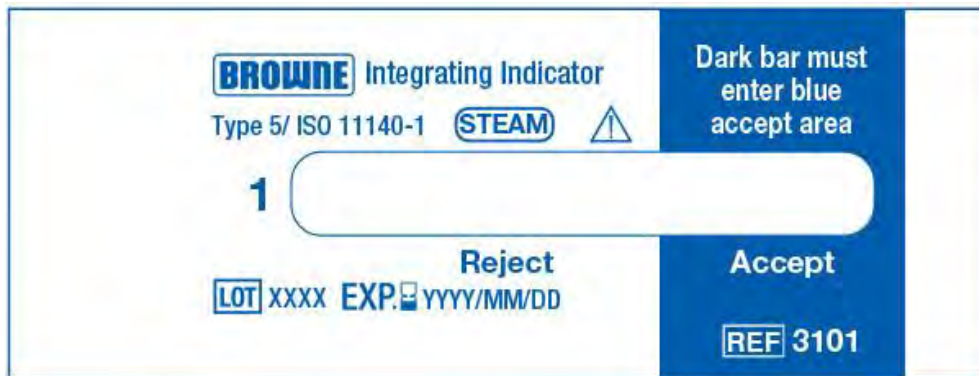 BROWNE Integrating Indicator
Type 5/ ISO 11140-1 STEAM
Dark bar must
enter blue
accept area
1
Reject
Accept
LOT XXXX EXP. YYYY/MM/DD
REF 3101